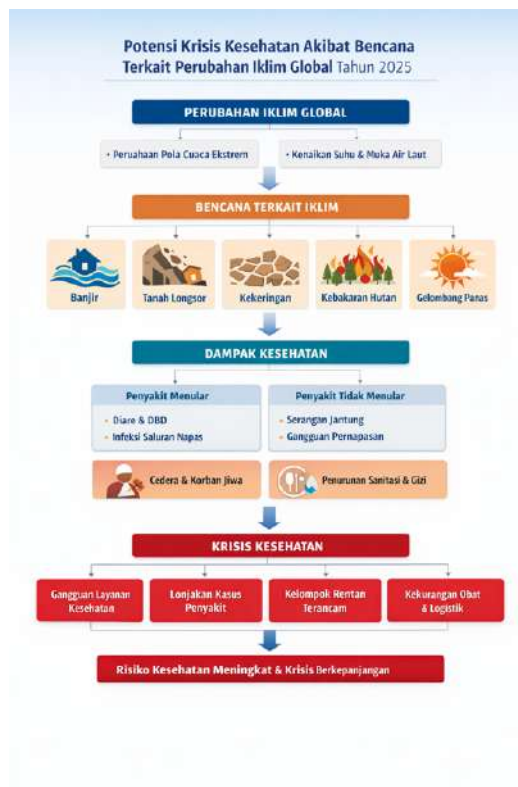 Potensi Krisis Kesehatan Akibat Bencana
Terkait Perubahan Iklim Global Tahun 2025
PERUBAHAN IKLIM GLOBAL
• Peruahaan Pola Cuaca Ekstrem
• Kenaikan Suhu & Muka Air Laut
BENCANA TERKAIT IKLIM
Banjir
Tanah Longsor
Kekeringan
Kebakaran Hutan
Gelombang Panas
DAMPAK KESEHATAN
Penyakit Menular
• Diare & DBD
• Infeksi Saluran Napas
Penyakit Tidak Menular
• Serangan Jantung
• Gangguan Pernapasan
Cedera & Korban Jiwa
Penurunan Sanitasi & Gizi
KRISIS KESEHATAN
Gangguan Layanan
Kesehatan
Lonjakan Kasus
Penyakit
Kelompok Rentan
Terancam
Kekurangan Obat
& Logistik
Risiko Kesehatan Meningkat & Krisis Berkepanjangan